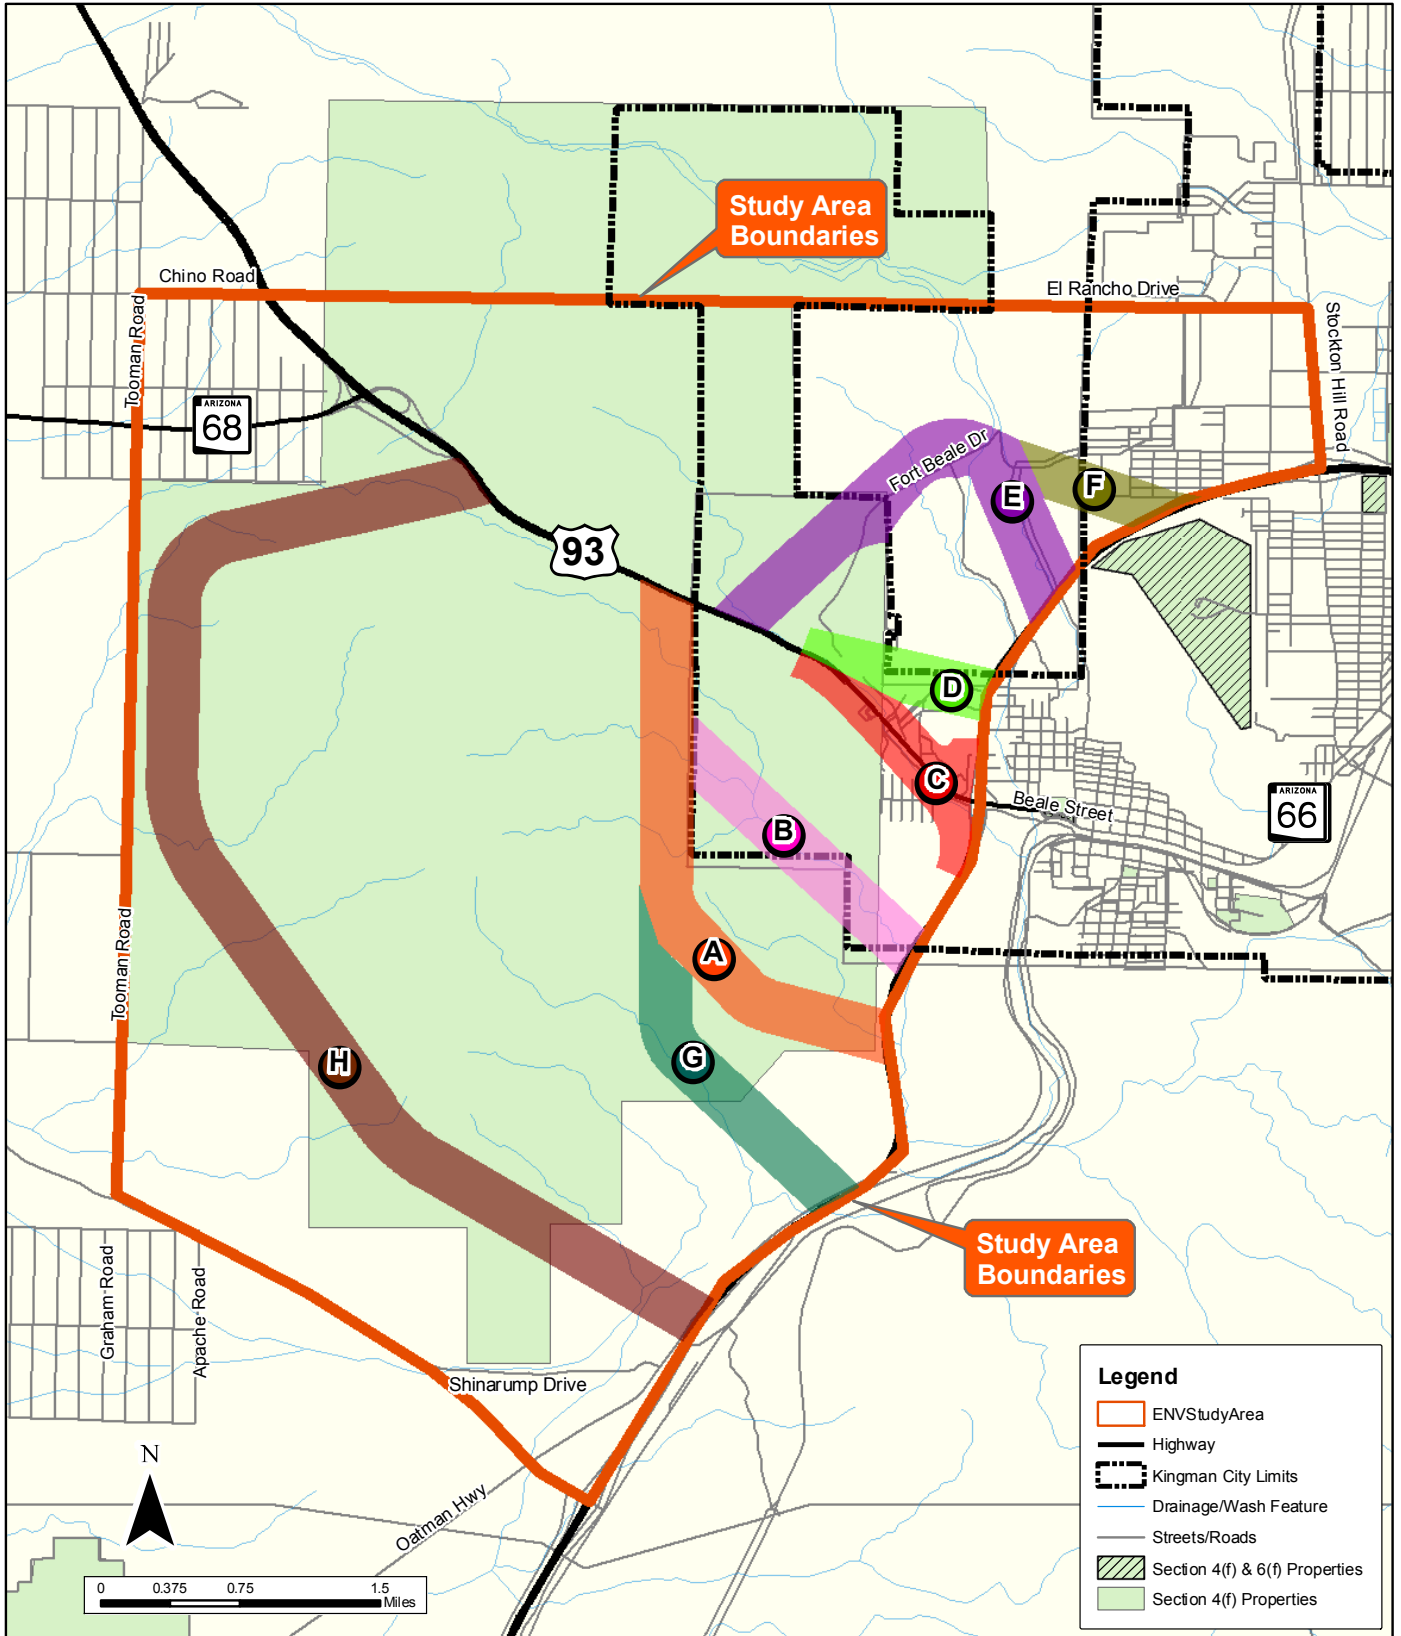 Study Area
Boundaries
Chino Road
El Rancho Drive
Tooman Road
Stockton Hill Road
ARIZONA
68
Fort Beale Dr
F
E
93
D
C
ARIZONA
66
Beale Street
B
A
Tooman Road
G
H
Study Area
Boundaries
Graham Road
Apache Road
Shinarump Drive
Oatman Hwy
N
0 0.375 0.75 1.5
Miles
Legend
ENVStudyArea
Highway
Kingman City Limits
Drainage/Wash Feature
Streets/Roads
Section 4(f) & 6(f) Properties
Section 4(f) Properties